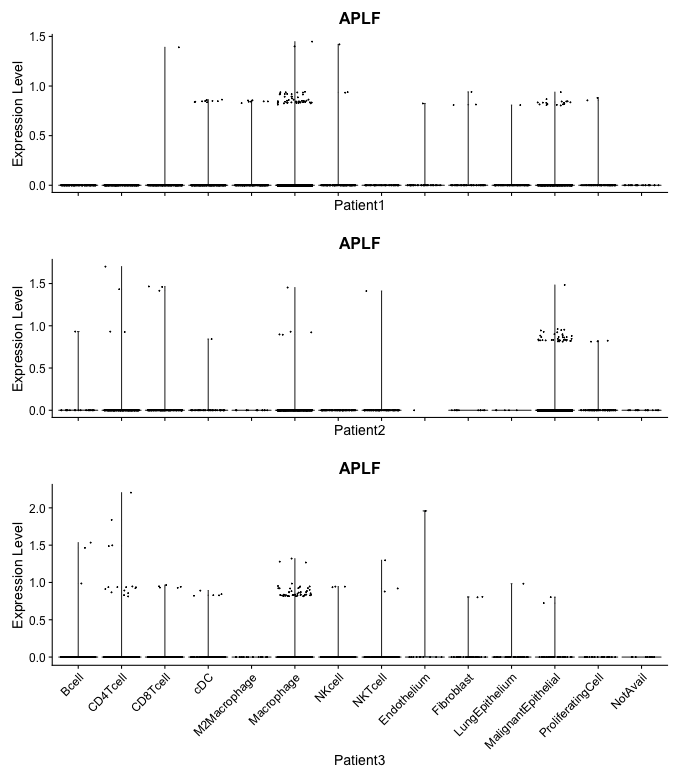 APLF
Expression Level
1.5
1.0
0.5
0.0
Patient1
APLF
Expression Level
1.5
1.0
0.5
0.0
Patient2
APLF
Expression Level
2.0
1.5
1.0
0.5
0.0
Bcell
CD4Tcell
CD8Tcell
cDC
M2Macrophage
Macrophage
NKcell
NKTcell
Endothelium
Fibroblast
LungEpithelium
MalignantEpithelial
ProliferatingCell
NotAvail
Patient3